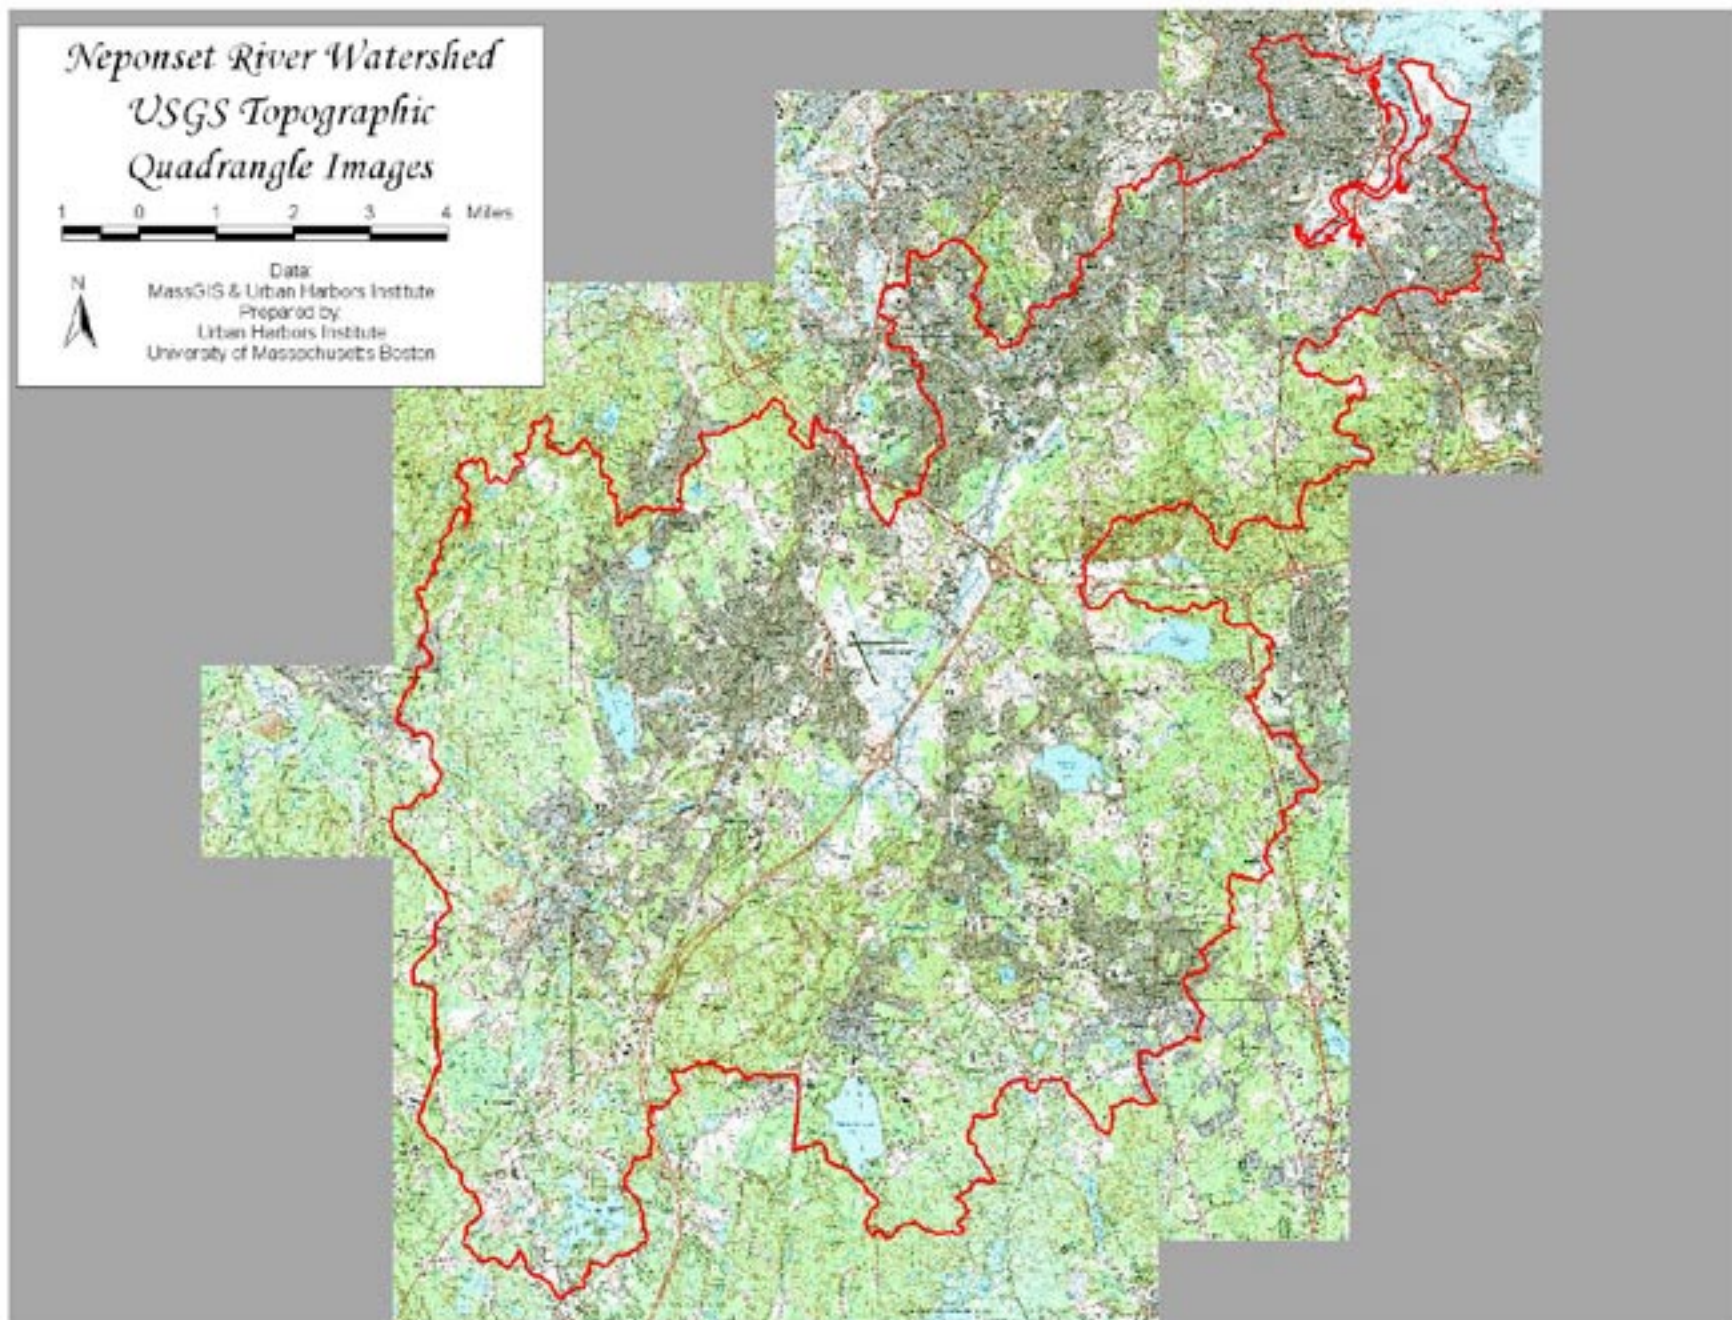 Neponset River Watershed
USGS Topographic
Quadrangle Images
1 0 1 2 3 4 Miles
N
Data:
MassGIS & Urban Harbors Institute
Prepared by:
Urban Harbors Institute
University of Massachusetts Boston